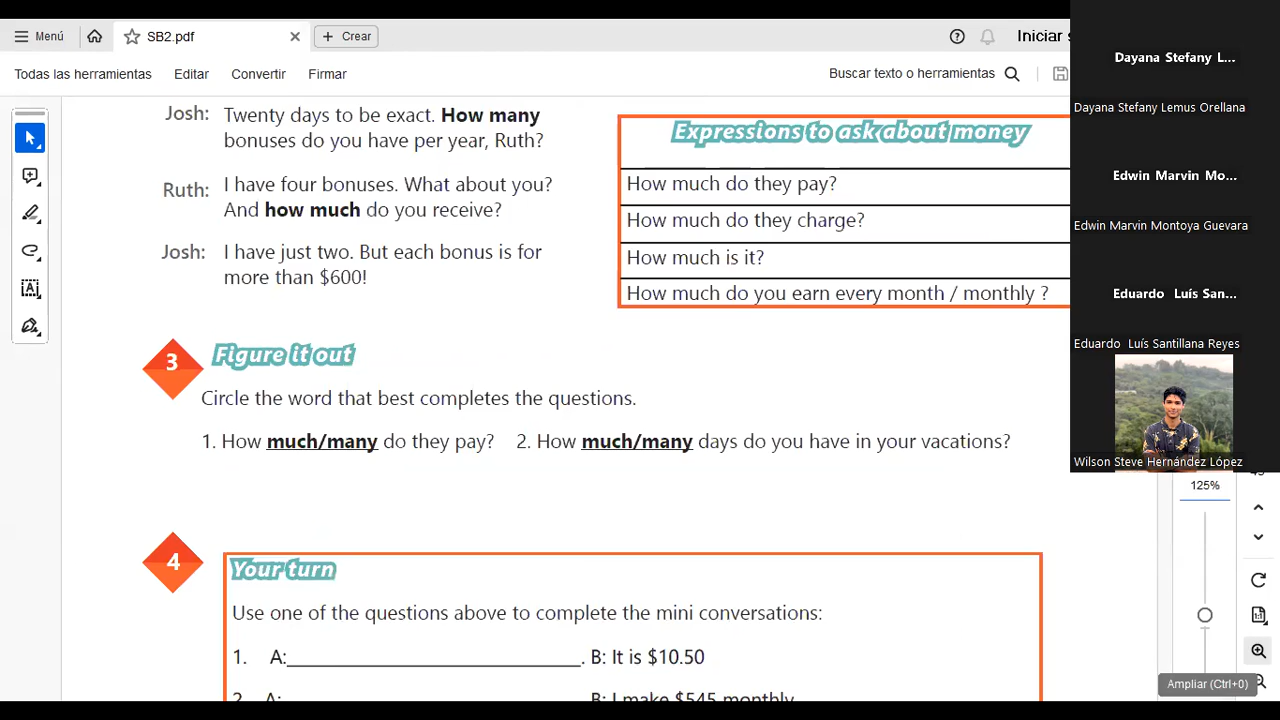 Menú
SB2.pdf
Crear
Iniciar
Todas las herramientas
Editar
Convertir
Firmar
Buscar texto o herramientas
Josh: Twenty days to be exact. How many
bonuses do you have per year, Ruth?
Ruth: I have four bonuses. What about you?
And how much do you receive?
Josh: I have just two. But each bonus is for
more than $600!
Expressions to ask about money
How much do they pay?
How much do they charge?
How much is it?
How much do you earn every month / monthly ?
3 Figure it out
Circle the word that best completes the questions.
1. How much/many do they pay? 2. How much/many days do you have in your vacations?
4 Your turn
Use one of the questions above to complete the mini conversations:
1. A:______________________________. B: It is $10.50
2. A: B: I make $545 monthly
Dayana Stefany L...
Dayana Stefany Lemus Orellana
Edwin Marvin Mo...
Edwin Marvin Montoya Guevara
Eduardo Luís San...
Eduardo Luís Santillana Reyes
Wilson Steve Hernández López
125%
Ampliar (Ctrl+0)